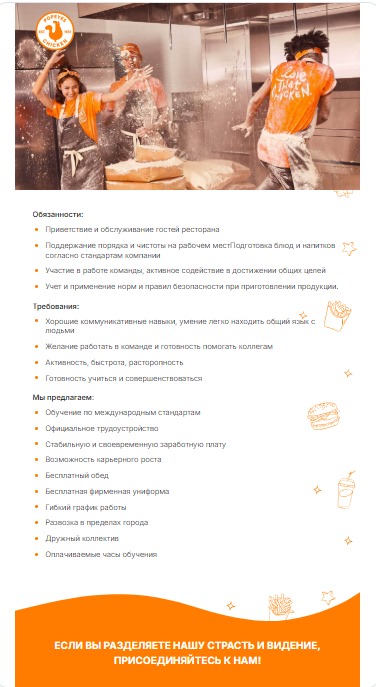 POPEYES
CHICKEN
LOVE
THAT
CHICKEN
Обязанности:
Приветствие и обслуживание гостей ресторана
Поддержание порядка и чистоты на рабочем местПодготовка блюд и напитков
согласно стандартам компании
Участие в работе команды, активное содействие в достижении общих целей
Учет и применение норм и правил безопасности при приготовлении продукции.
Требования:
Хорошие коммуникативные навыки, умение легко находить общий язык с
людьми
Желание работать в команде и готовность помогать коллегам
Активность, быстрота, расторопность
Готовность учиться и совершенствоваться
Мы предлагаем:
Обучение по международным стандартам
Официальное трудоустройство
Стабильную и своевременную заработную плату
Возможность карьерного роста
Бесплатный обед
Бесплатная фирменная униформа
Гибкий график работы
Развозка в пределах города
Дружный коллектив
Оплачиваемые часы обучения
ЕСЛИ ВЫ РАЗДЕЛЯЕТЕ НАШУ СТРАСТЬ И ВИДЕНИЕ,
ПРИСОЕДИНЯЙТЕСЬ К НАМ!